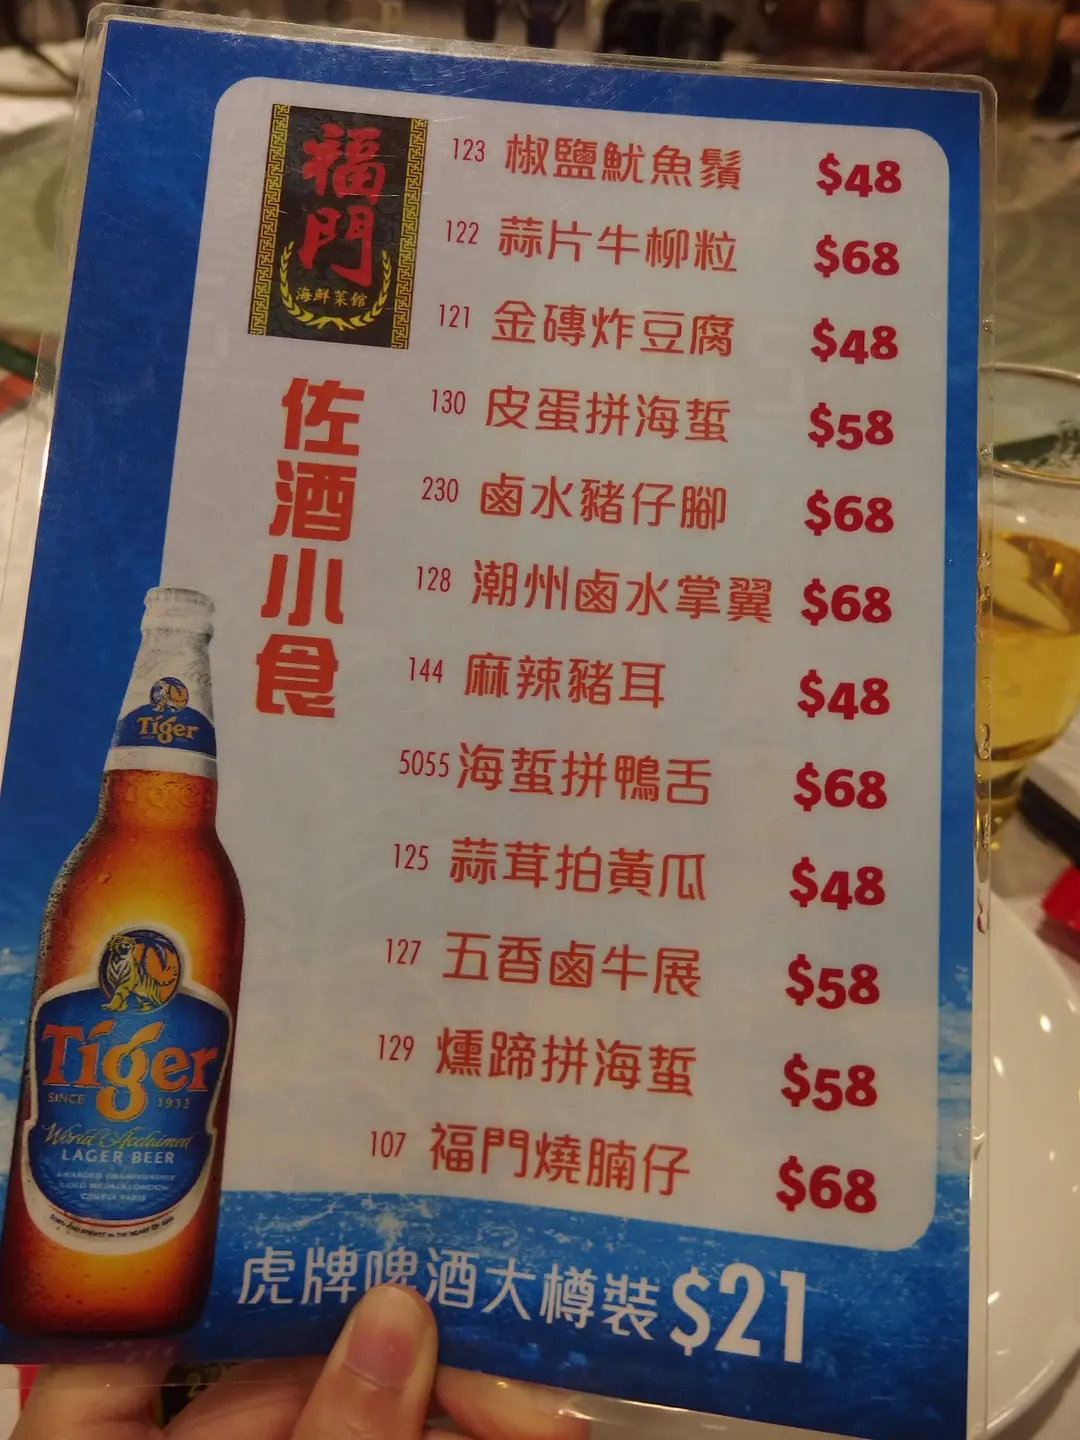 福門
海鮮菜館
佐酒小食
123 椒鹽魷魚鬚 $48
122 蒜片牛柳粒 $68
121 金磚炸豆腐 $48
130 皮蛋拼海蜇 $58
230 鹵水豬仔腳 $68
128 潮州鹵水掌翼 $68
144 麻辣豬耳 $48
5055 海蜇拼鴨舌 $68
125 蒜茸拍黃瓜 $48
127 五香鹵牛展 $58
129 燻蹄拼海蜇 $58
107 福門燒腩仔 $68
Tiger
Tiger
SINCE 1932
World Acclaimed
LAGER BEER
虎牌啤酒大樽裝$21